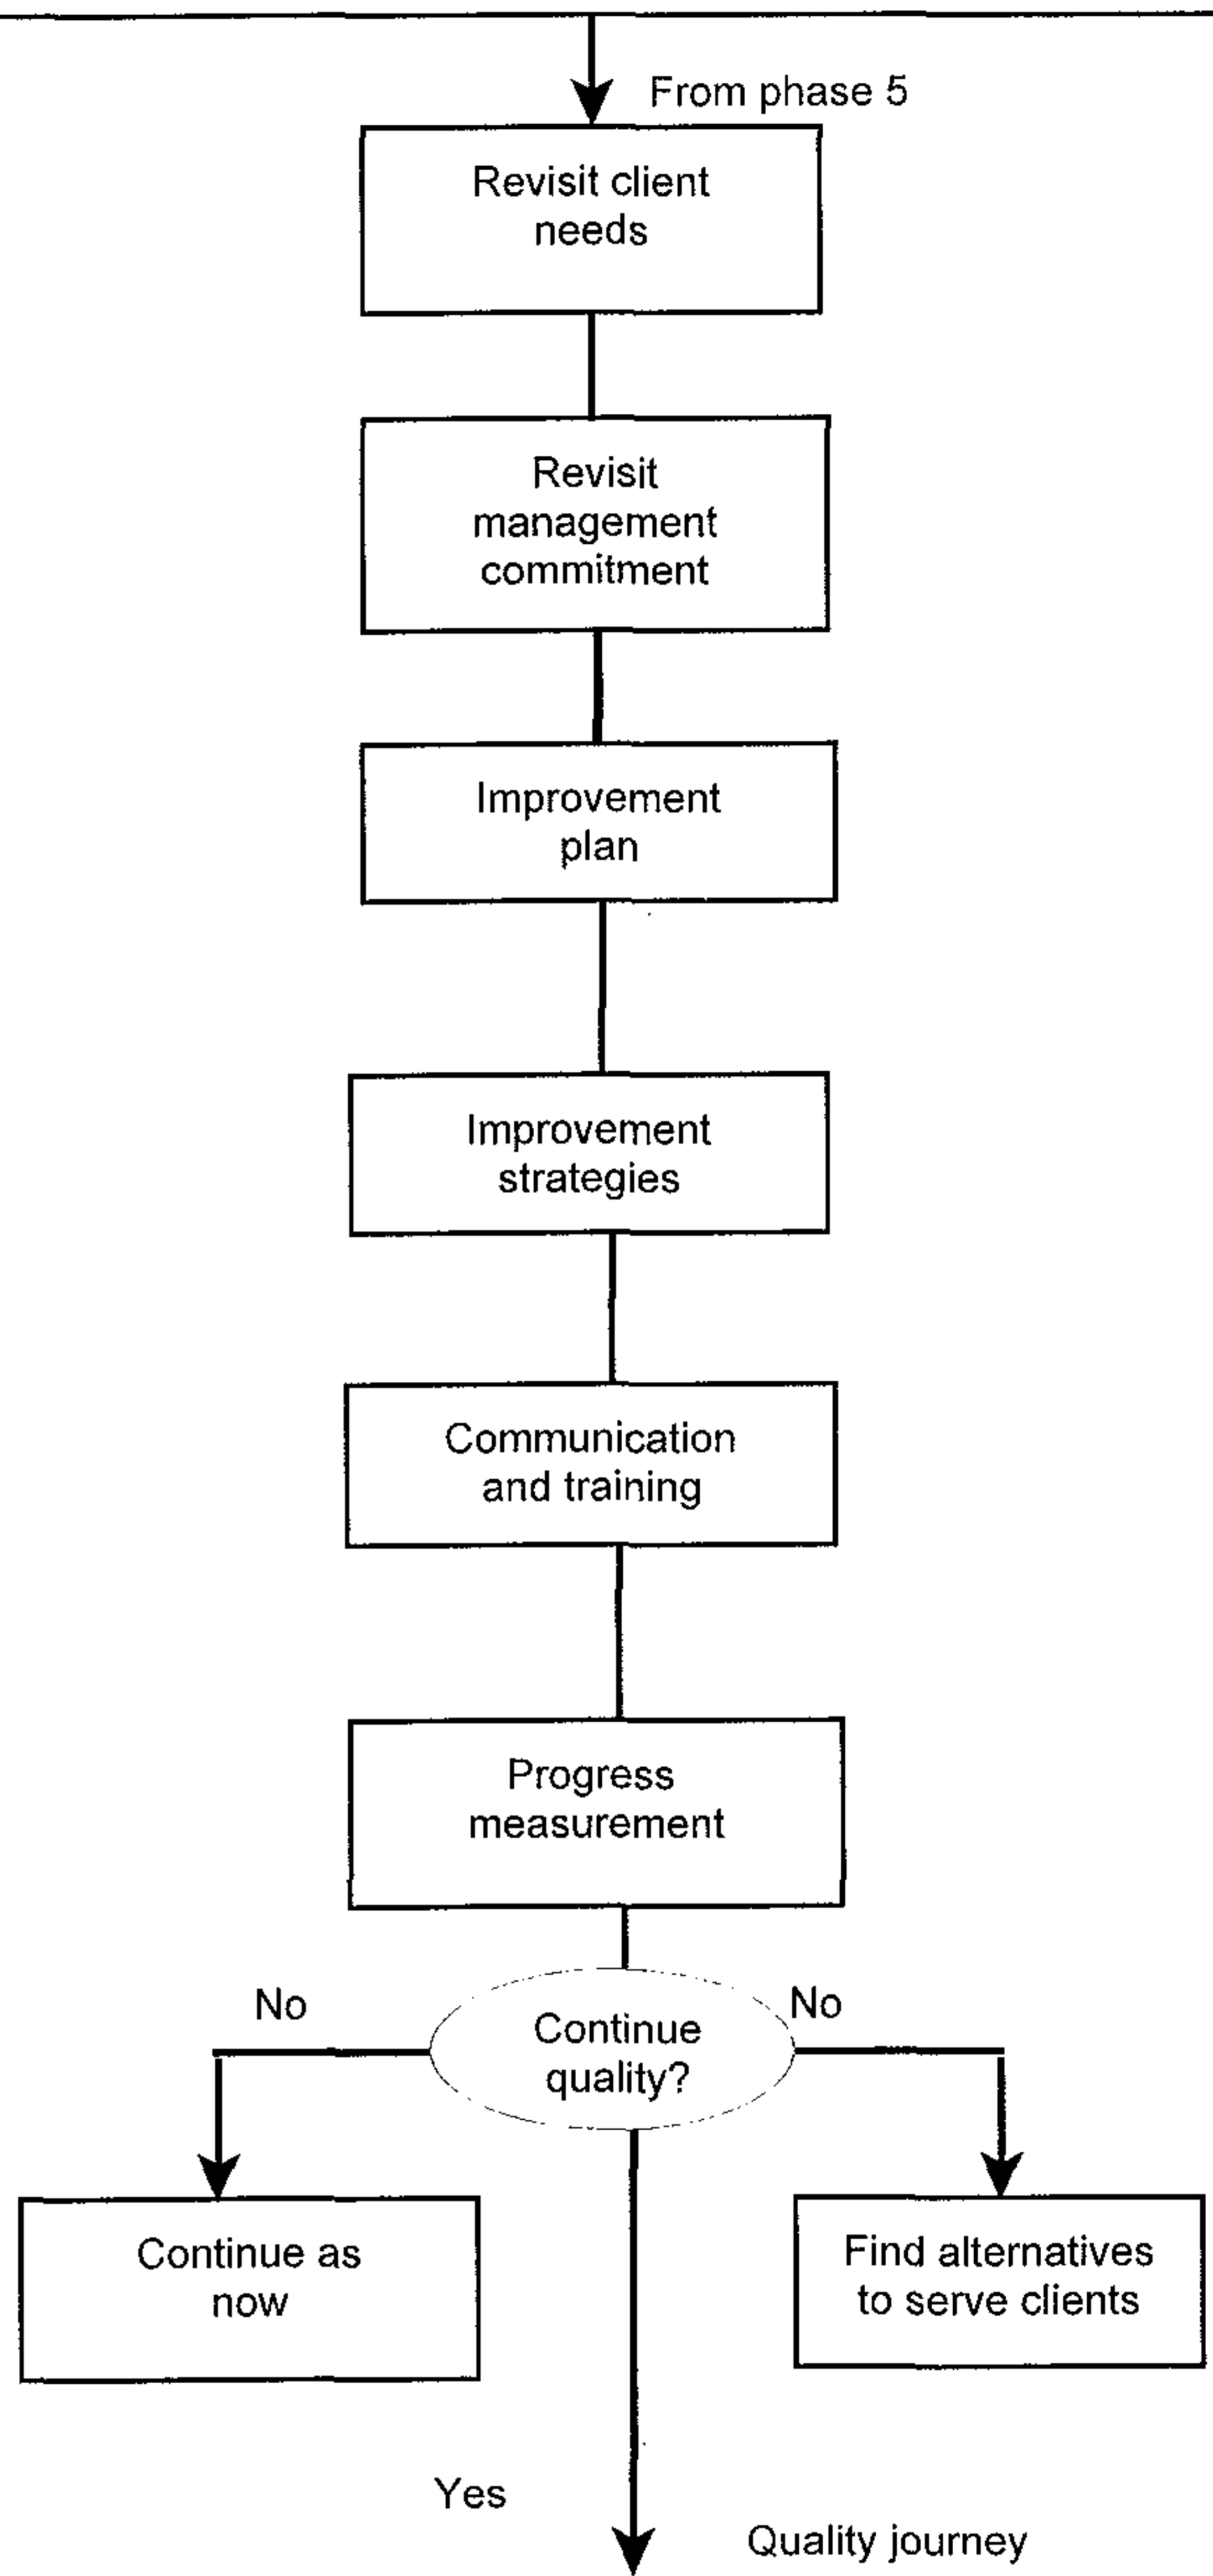 From phase 5
Revisit client
needs
Revisit
management
commitment
Improvement
plan
Improvement
strategies
Communication
and training
Progress
measurement
No
No
Continue
quality?
Continue as
now
Find alternatives
to serve clients
Yes
Quality journey